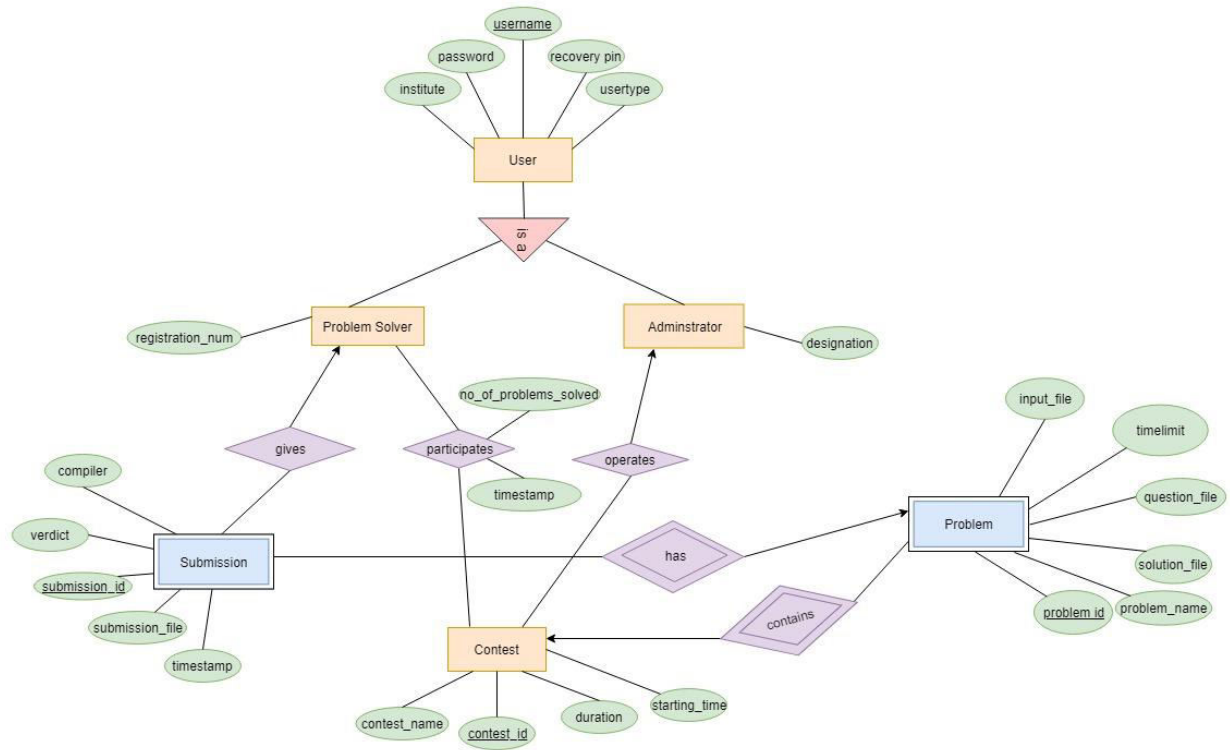 username
password
recovery pin
institute
usertype
User
is a
Problem Solver
Adminstrator
registration_num
designation
no_of_problems_solved
input_file
timelimit
gives
participates
operates
compiler
timestamp
question_file
verdict
Submission
has
Problem
submission_id
solution_file
submission_file
contains
problem id
problem_name
timestamp
Contest
contest_name
contest_id
duration
starting_time